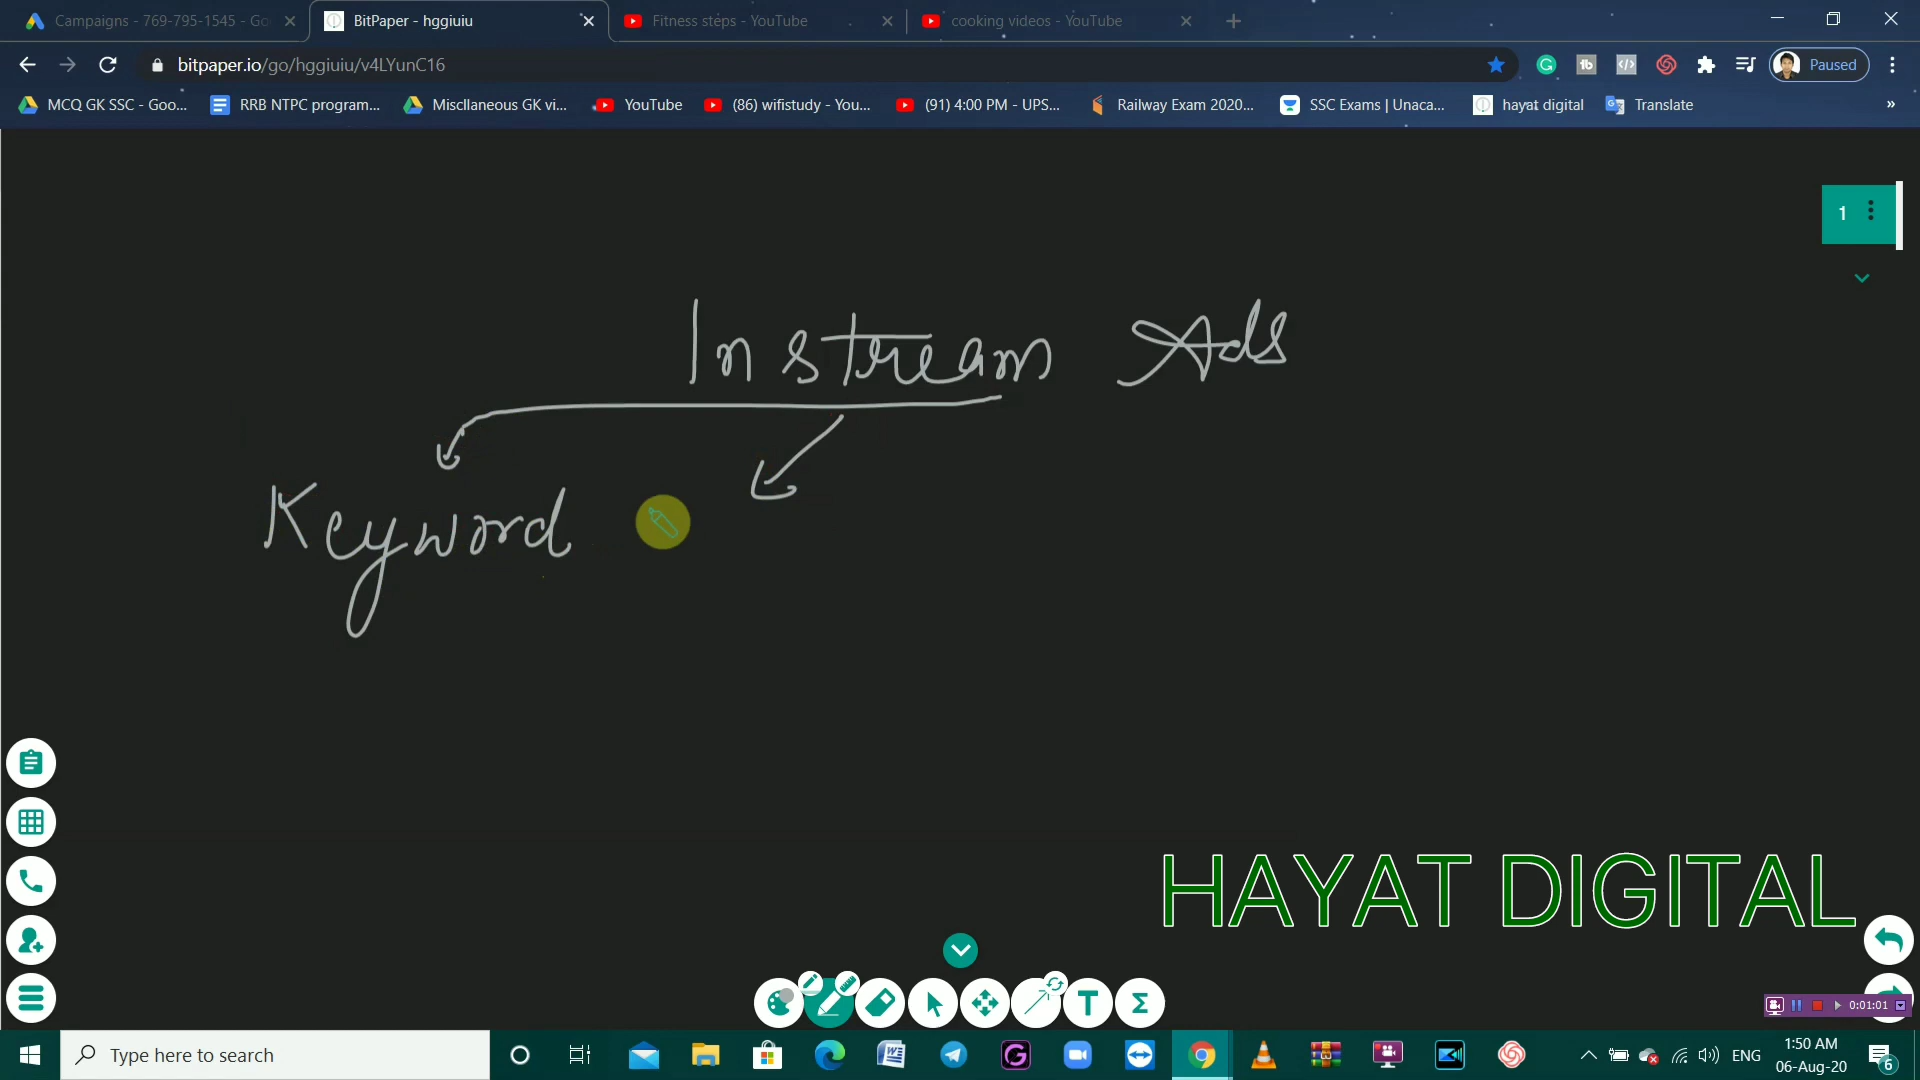 Campaigns - 769-795-1545 - Go
BitPaper - hggiuiu
Fitness steps - YouTube
cooking videos - YouTube
bitpaper.io/go/hggiuiu/v4LYunC16
Paused
MCQ GK SSC - Goo...
RRB NTPC program...
Miscllaneous GK vi...
YouTube
(86) wifistudy - You...
(91) 4:00 PM - UPS...
Railway Exam 2020...
SSC Exams | Unaca...
hayat digital
Translate
»
1
Instream Ads
Keyword
HAYAT DIGITAL
T Σ
0:01:01
Type here to search
ENG
1:50 AM
06-Aug-20
6